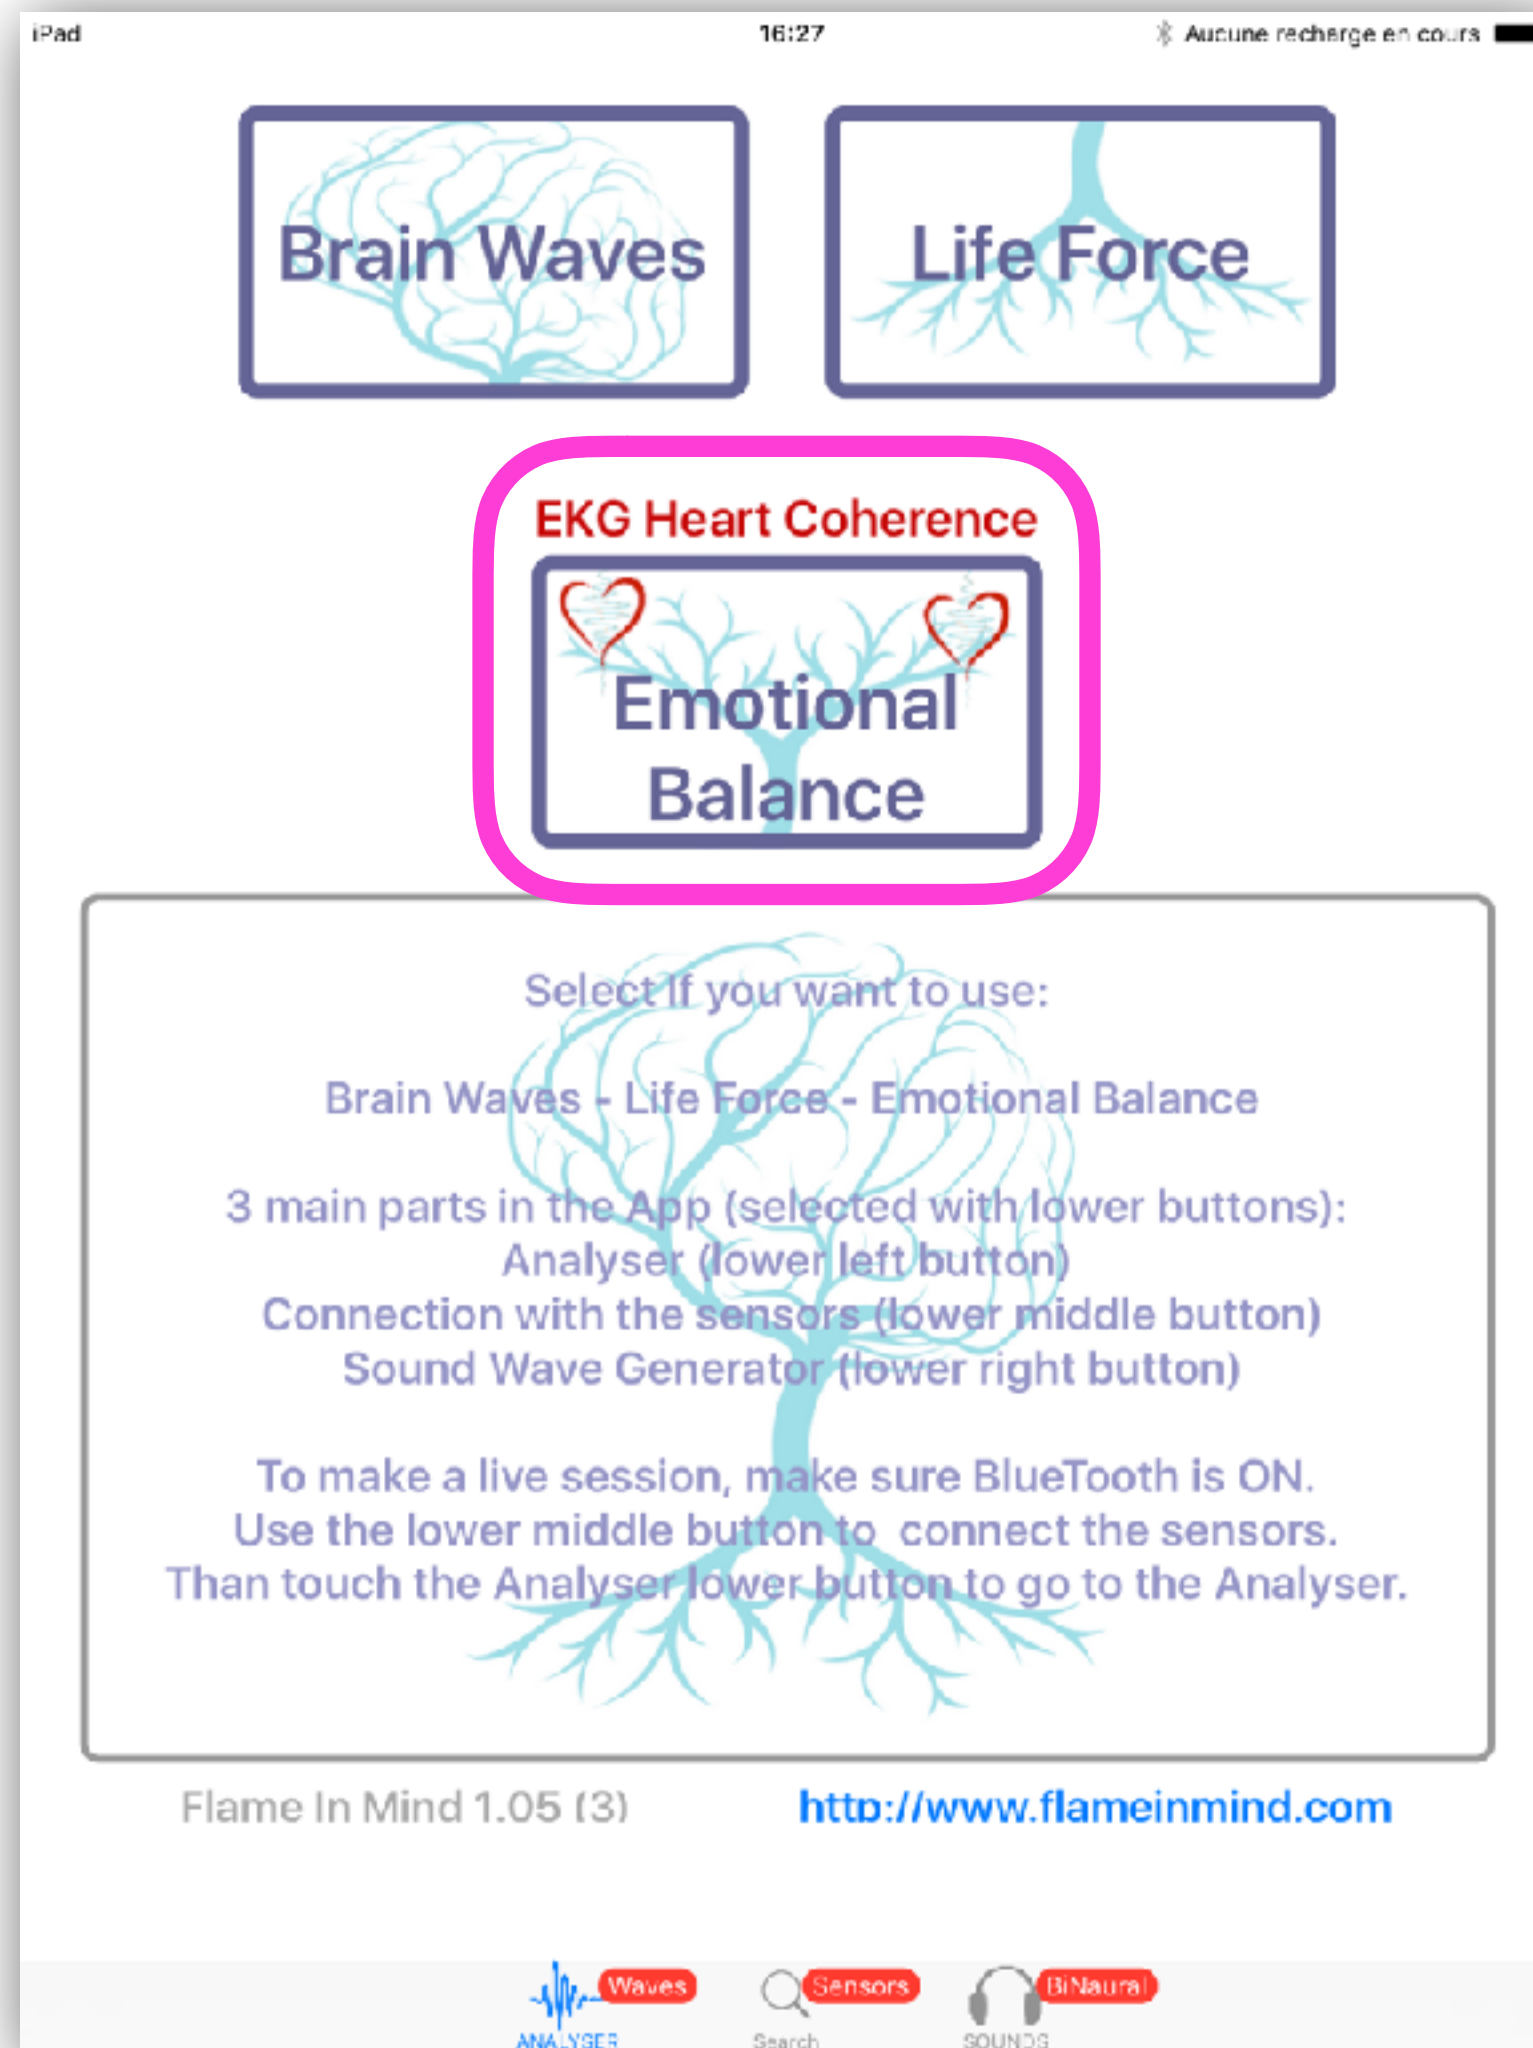 iPad
16:27
Aucune recharge en cours
Brain Waves
Life Force
EKG Heart Coherence
Emotional
Balance
Select If you want to use:
Brain Waves - Life Force - Emotional Balance
3 main parts in the App (selected with lower buttons):
Analyser (lower left button)
Connection with the sensors (lower middle button)
Sound Wave Generator (lower right button)
To make a live session, make sure BlueTooth is ON.
Use the lower middle button to  connect the sensors.
Than touch the Analyser lower button to go to the Analyser.
Flame In Mind 1.05 (3)
http://www.flameinmind.com
Waves
Sensors
BiNaural
ANALYSER
Search
SOUNDS